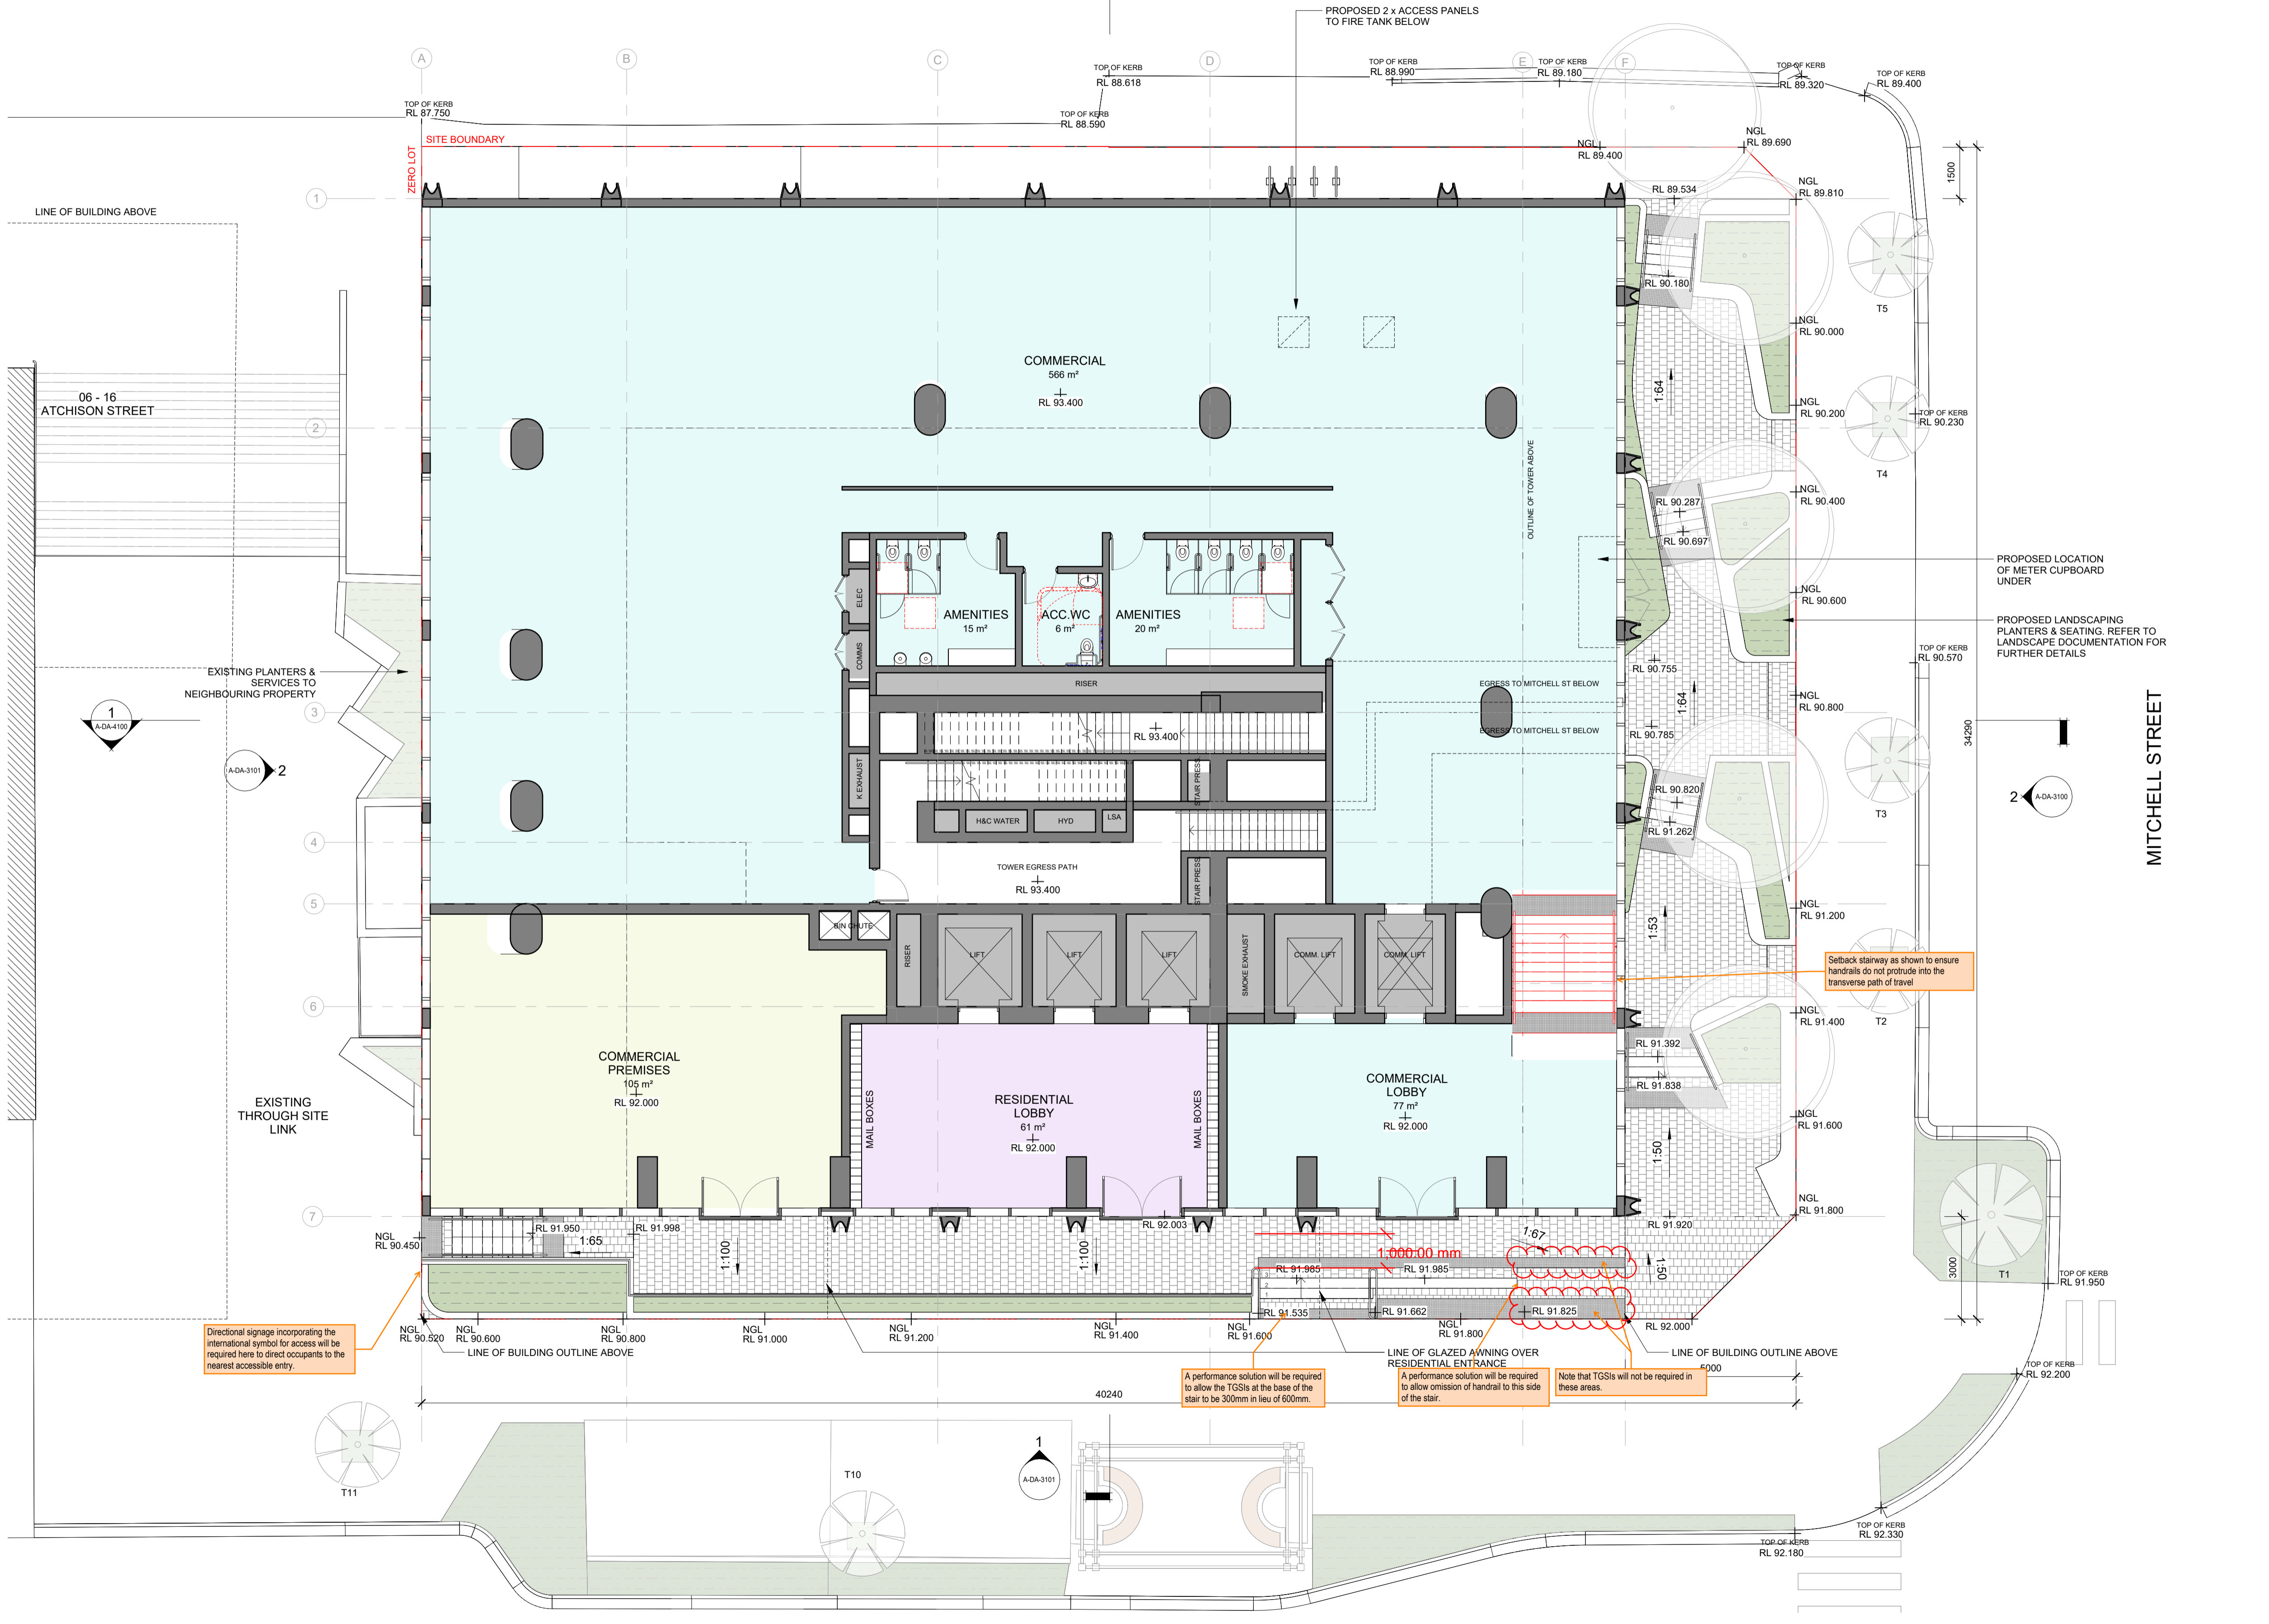 PROPOSED 2 x ACCESS PANELS
TO FIRE TANK BELOW
A
B
C
D
E
F
TOP OF KERB
RL 87.750
TOP OF KERB
RL 88.590
TOP OF KERB
RL 88.618
TOP OF KERB
RL 88.990
TOP OF KERB
RL 89.180
TOP OF KERB
RL 89.320
TOP OF KERB
RL 89.400
SITE BOUNDARY
ZERO LOT
NGL
RL 89.400
NGL
RL 89.690
1500
NGL
RL 89.810
RL 89.534
1
LINE OF BUILDING ABOVE
RL 90.180
T5
NGL
RL 90.000
COMMERCIAL
566 m²
RL 93.400
1:64
06 - 16
ATCHISON STREET
NGL
RL 90.200
TOP OF KERB
RL 90.230
2
OUTLINE OF TOWER ABOVE
T4
RL 90.287
NGL
RL 90.400
RL 90.697
PROPOSED LOCATION
OF METER CUPBOARD
UNDER
ELEC
AMENITIES
15 m²
ACC.WC
6 m²
AMENITIES
20 m²
NGL
RL 90.600
PROPOSED LANDSCAPING
PLANTERS & SEATING. REFER TO
LANDSCAPE DOCUMENTATION FOR
FURTHER DETAILS
COMMS
TOP OF KERB
RL 90.570
RL 90.755
EXISTING PLANTERS &
SERVICES TO
NEIGHBOURING PROPERTY
RISER
EGRESS TO MITCHELL ST BELOW
1:64
NGL
RL 90.800
1
A-DA-4100
3
RL 93.400
EGRESS TO MITCHELL ST BELOW
RL 90.785
34290
MITCHELL STREET
A-DA-3101
2
K EXHAUST
STAIR PRESS.
RL 90.820
2
A-DA-3100
H&C WATER
HYD
LSA
RL 91.262
T3
4
TOWER EGRESS PATH
RL 93.400
STAIR PRESS.
5
NGL
RL 91.200
BIN CHUTE
1:53
RISER
LIFT
LIFT
LIFT
SMOKE EXHAUST
COMM. LIFT
COMM. LIFT
Setback stairway as shown to ensure
handrails do not protrude into the
transverse path of travel
6
NGL
RL 91.400
T2
RL 91.392
COMMERCIAL
PREMISES
105 m²
RL 92.000
RL 91.838
MAIL BOXES
RESIDENTIAL
LOBBY
61 m²
RL 92.000
MAIL BOXES
COMMERCIAL
LOBBY
77 m²
RL 92.000
EXISTING
THROUGH SITE
LINK
NGL
RL 91.600
1:50
7
NGL
RL 91.800
NGL
RL 90.450
RL 91.950
1:65
RL 91.998
1:100
RL 92.003
1:100
1:67
RL 91.920
1,000.00 mm
1:50
RL 91.985
RL 91.985
3
2
1
3000
T1
TOP OF KERB
RL 91.950
RL 91.535
RL 91.662
RL 91.825
RL 92.000
NGL
RL 90.520
NGL
RL 90.600
NGL
RL 90.800
NGL
RL 91.000
NGL
RL 91.200
NGL
RL 91.400
NGL
RL 91.600
NGL
RL 91.800
Directional signage incorporating the
international symbol for access will be
required here to direct occupants to the
nearest accessible entry.
LINE OF BUILDING OUTLINE ABOVE
LINE OF GLAZED AWNING OVER
RESIDENTIAL ENTRANCE
LINE OF BUILDING OUTLINE ABOVE
5000
A performance solution will be required
to allow the TGSIs at the base of the
stair to be 300mm in lieu of 600mm.
A performance solution will be required
to allow omission of handrail to this side
of the stair.
Note that TGSIs will not be required in
these areas.
TOP OF KERB
RL 92.200
40240
1
A-DA-3101
T10
T11
TOP OF KERB
RL 92.330
TOP OF KERB
RL 92.180